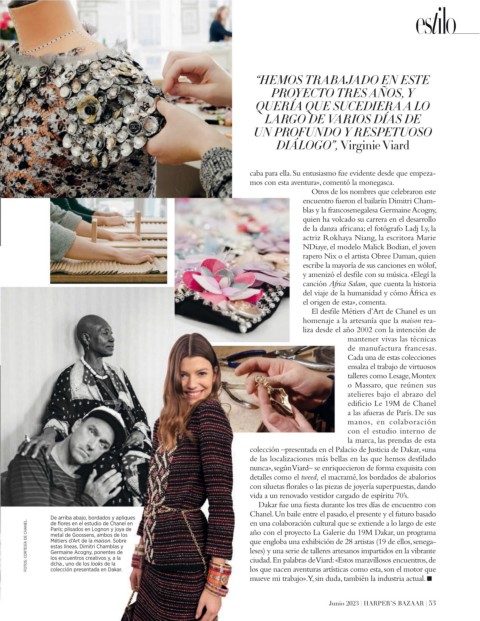 estilo
“HEMOS TRABAJADO EN ESTE
PROYECTO TRES AÑOS, Y
QUERÍA QUE SUCEDIERA A LO
LARGO DE VARIOS DÍAS DE
UN PROFUNDO Y RESPETUOSO
DIÁLOGO”, Virginie Viard
caba para ella. Su entusiasmo fue evidente desde que empeza-
mos con esta aventura», comentó la monegasca.
Otros de los nombres que celebraron este
encuentro fueron el bailarín Dimitri Cham-
blas y la francosenegalesa Germaine Acogny,
quien ha volcado su carrera en el desarrollo
de la danza africana; el fotógrafo Ladj Ly, la
actriz Rokhaya Niang, la escritora Marie
NDiaye, el modelo Malick Bodian, el joven
rapero Nix o el artista Obree Daman, quien
escribe la mayoría de sus canciones en wólof,
y amenizó el desfile con su música. «Elegí la
canción Africa Salam, que cuenta la historia
del viaje de la humanidad y cómo África es
el origen de esta», comenta.
El desfile Métiers d’Art de Chanel es un
homenaje a la artesanía que la maison rea-
liza desde el año 2002 con la intención de
mantener vivas las técnicas
de manufactura francesas.
Cada una de estas colecciones
ensalza el trabajo de virtuosos
talleres como Lesage, Montex
o Massaro, que reúnen sus
atelieres bajo el abrazo del
edificio Le 19M de Chanel
a las afueras de París. De sus
manos, en colaboración
con el estudio interno de
la marca, las prendas de esta
colección –presentada en el Palacio de Justicia de Dakar, «una
de las localizaciones más bellas en las que hemos desfilado
nunca», según Viard– se enriquecieron de forma exquisita con
detalles como el tweed, el macramé, los bordados de abalorios
con siluetas florales o las piezas de joyería superpuestas, dando
vida a un renovado vestidor cargado de espíritu 70’s.
Dakar fue una fiesta durante los tres días de encuentro con
Chanel. Un baile entre el pasado, el presente y el futuro basado
en una colaboración cultural que se extiende a lo largo de este
año con el proyecto La Galerie du 19M Dakar, un programa
que engloba una exhibición de 28 artistas (19 de ellos, senega-
leses) y una serie de talleres artesanos impartidos en la vibrante
ciudad. En palabras de Viard: «Estos maravillosos encuentros, de
los que nacen aventuras artísticas como esta, son el motor que
mueve mi trabajo». Y, sin duda, también la industria actual.
De arriba abajo, bordados y apliques
de flores en el estudio de Chanel en
París; plisados en Lognon y joya de
metal de Goossens, ambos de los
Métiers d’Art de la maison. Sobre
estas líneas, Dimitri Chamblas y
Germaine Acogny, ponentes de
los encuentros creativos y, a la
dcha., uno de los looks de la
colección presentada en Dakar.
FOTOS: CORTESÍA DE CHANEL.
Junio 2023 | HARPER’S BAZAAR | 53